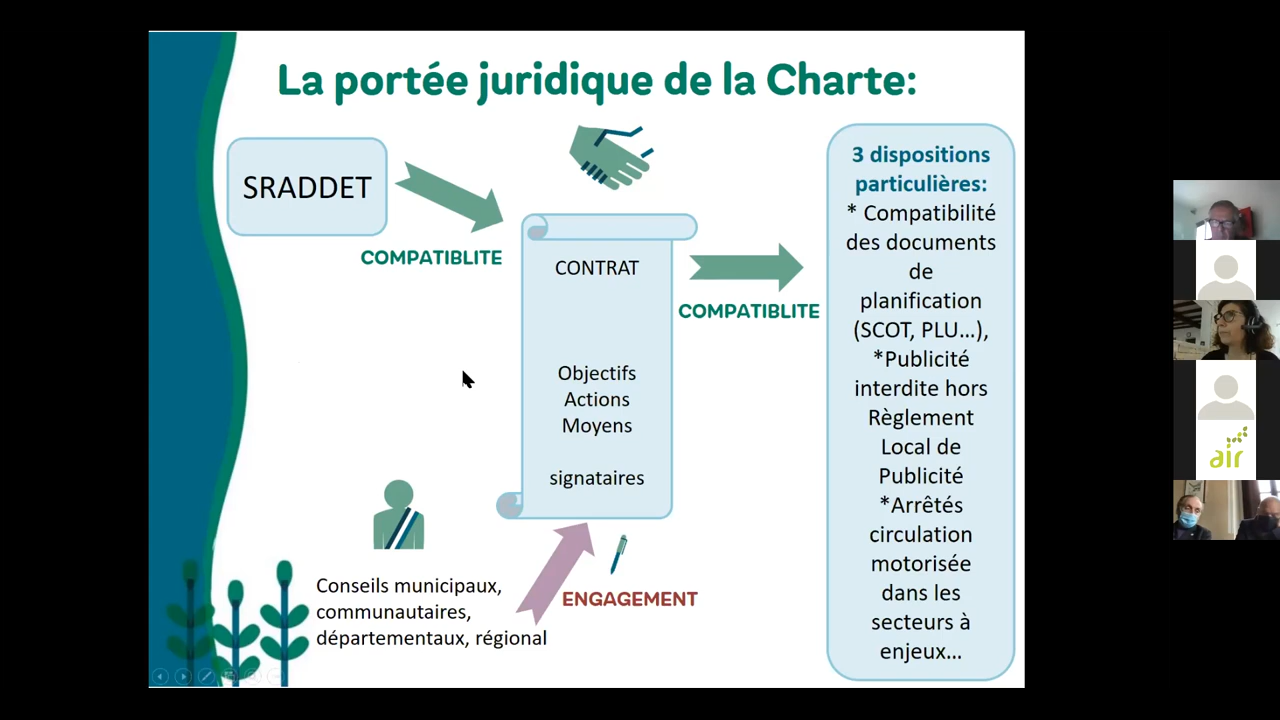 La portée juridique de la Charte:
SRADDET
COMPATIBLITE
CONTRAT
Objectifs
Actions
Moyens
signataires
COMPATIBLITE
Conseils municipaux,
communautaires,
départementaux, régional
ENGAGEMENT
3 dispositions
particulières:
* Compatibilité
des documents
de
planification
(SCOT, PLU...),
*Publicité
interdite hors
Règlement
Local de
Publicité
*Arrêtés
circulation
motorisée
dans les
secteurs à
enjeux...
air